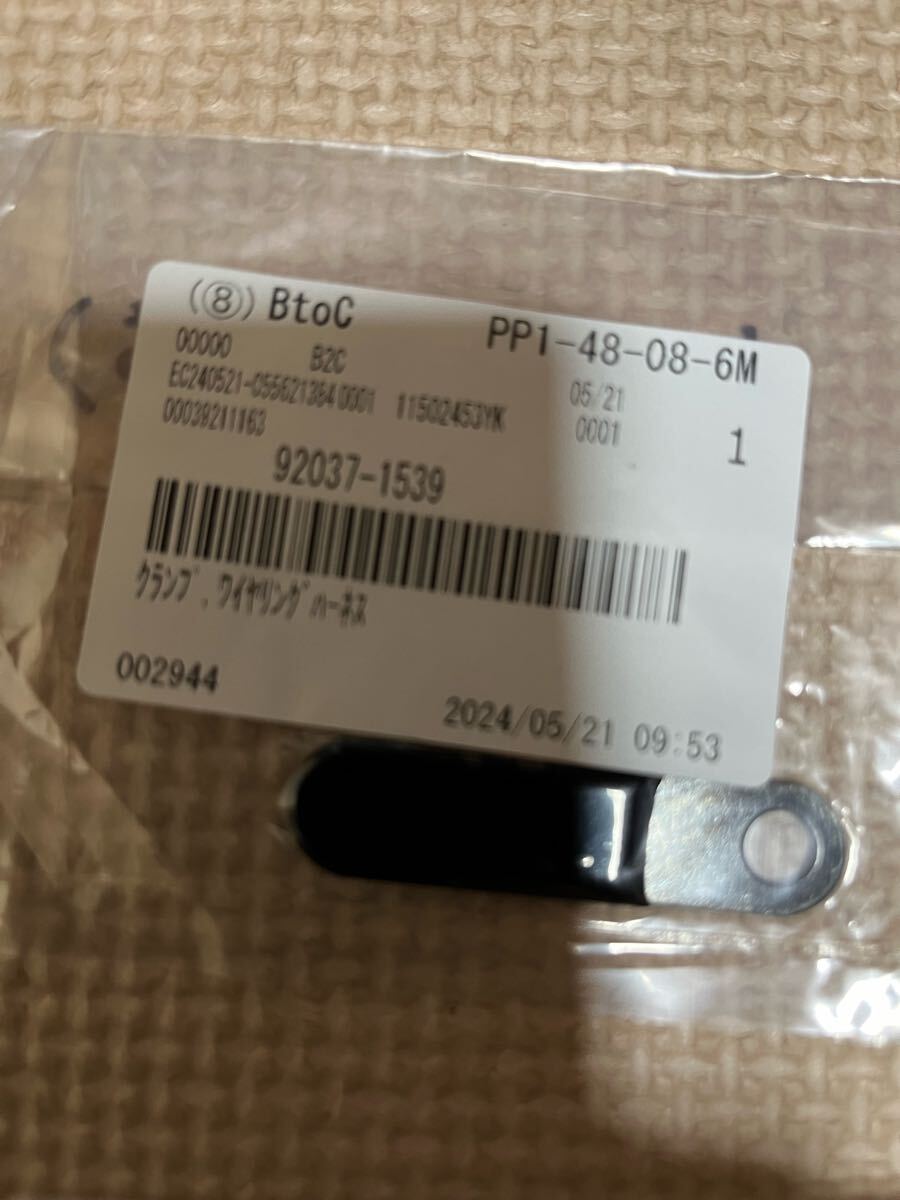 (⑧) BtoC PP1-48-08-6M
00000 B2C 05/21
EC240521-055621384 0001 11502453YK 0001 1
00039211163
92037-1539
クランプ,ワイヤリングハーネス
002944 2024/05/21 09:53